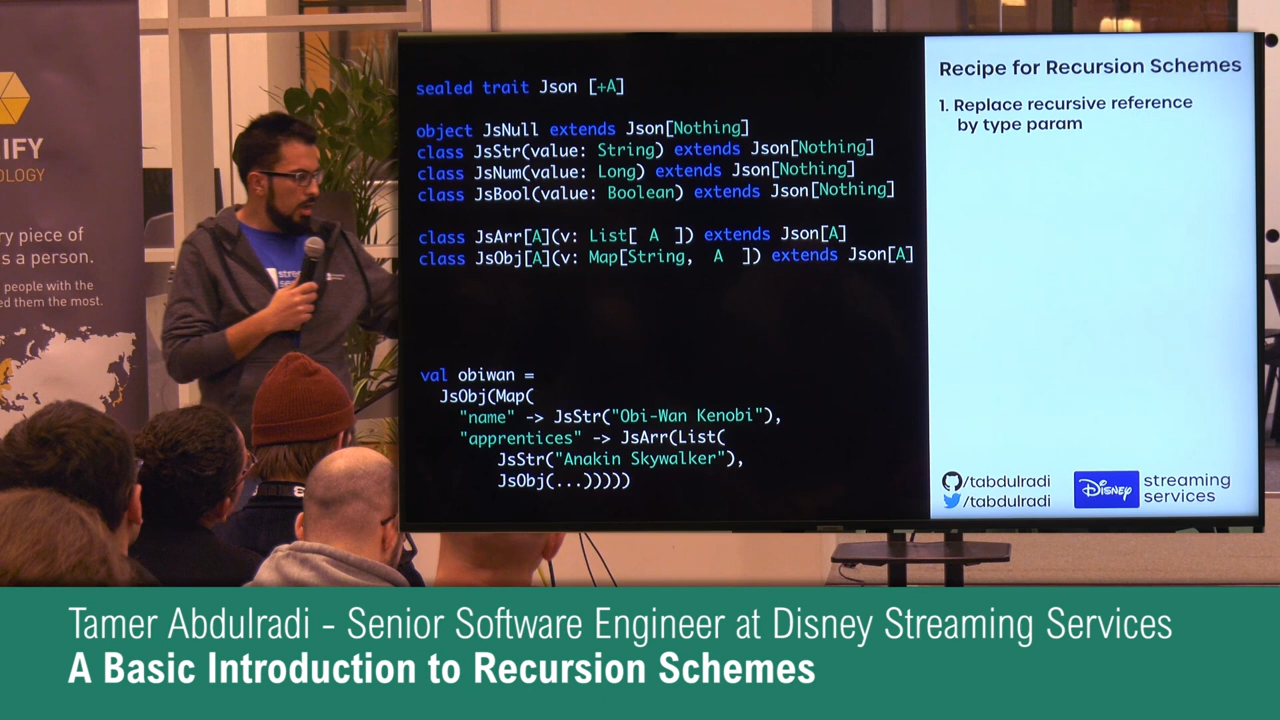 IFY
OLOGY
ry piece of
s a person.
people with the
ed them the most.
sealed trait Json [+A]
object JsNull extends Json[Nothing]
class JsStr(value: String) extends Json[Nothing]
class JsNum(value: Long) extends Json[Nothing]
class JsBool(value: Boolean) extends Json[Nothing]
class JsArr[A](v: List[ A ]) extends Json[A]
class JsObj[A](v: Map[String, A ]) extends Json[A]
val obiwan =
JsObj(Map(
"name" -> JsStr("Obi-Wan Kenobi"),
"apprentices" -> JsArr(List(
JsStr("Anakin Skywalker"),
JsObj(...)))))
Recipe for Recursion Schemes
1. Replace recursive reference
by type param
/tabdulradi
/tabdulradi
Disney
streaming
services
Tamer Abdulradi - Senior Software Engineer at Disney Streaming Services
A Basic Introduction to Recursion Schemes